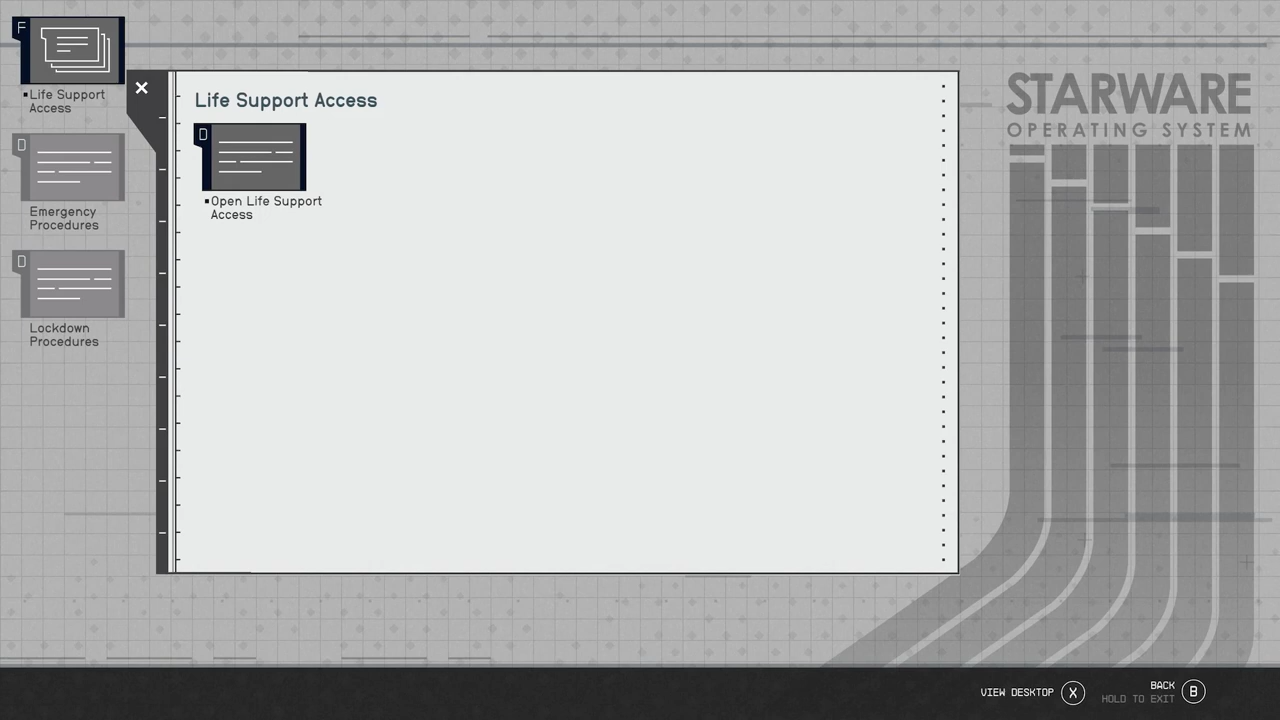 F
Life Support
Access
D
Emergency
Procedures
D
Lockdown
Procedures
×
Life Support Access
D
Open Life Support
Access
STARWARE
OPERATING SYSTEM
VIEW DESKTOP X
BACK B
HOLD TO EXIT